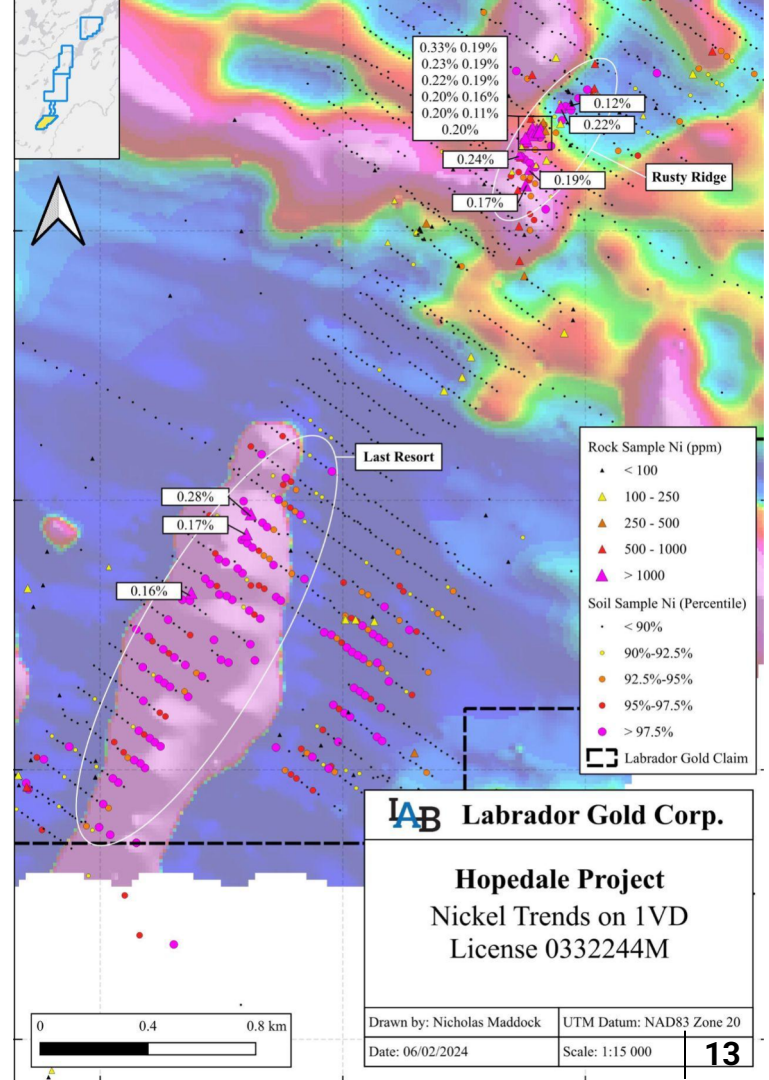 0.33% 0.19%
0.23% 0.19%
0.22% 0.19%
0.20% 0.16%
0.20% 0.11%
0.20%
0.12%
0.22%
0.24%
0.19%
Rusty Ridge
0.17%
Last Resort
0.28%
0.17%
0.16%
Rock Sample Ni (ppm)
< 100
100 - 250
250 - 500
500 - 1000
> 1000
Soil Sample Ni (Percentile)
< 90%
90%-92.5%
92.5%-95%
95%-97.5%
> 97.5%
Labrador Gold Claim
LAB Labrador Gold Corp.
Hopedale Project
Nickel Trends on 1VD
License 0332244M
0 0.4 0.8 km
Drawn by: Nicholas Maddock UTM Datum: NAD83 Zone 20
Date: 06/02/2024 Scale: 1:15 000 13